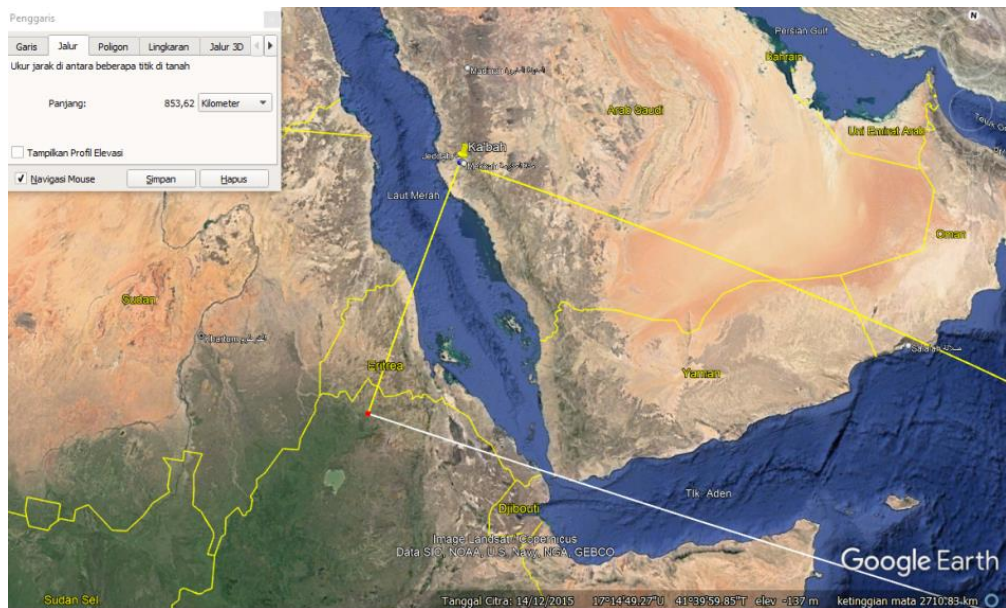 Penggaris
Garis
Jalur
Poligon
Lingkaran
Jalur 3D
Ukur jarak di antara beberapa titik di tanah
Panjang:
853,62
Kilometer
Tampilkan Profil Elevasi
Navigasi Mouse
Simpan
Hapus
N
Persian Gulf
Bahrain
Arab Saudi
Uni Emirat Arab
Ka'bah
Jeddah
Laut Merah
Oman
Sudan
Eritrea
Yaman
Tlk. Aden
Djibouti
Image Landsat / Copernicus
Data SIO, NOAA, U.S. Navy, NGA, GEBCO
Google Earth
Sudan Sel
Tanggal Citra: 14/12/2015 17°14'49.27"U 41°39'59.85"T elev -137 m ketinggian mata 2710.83 km